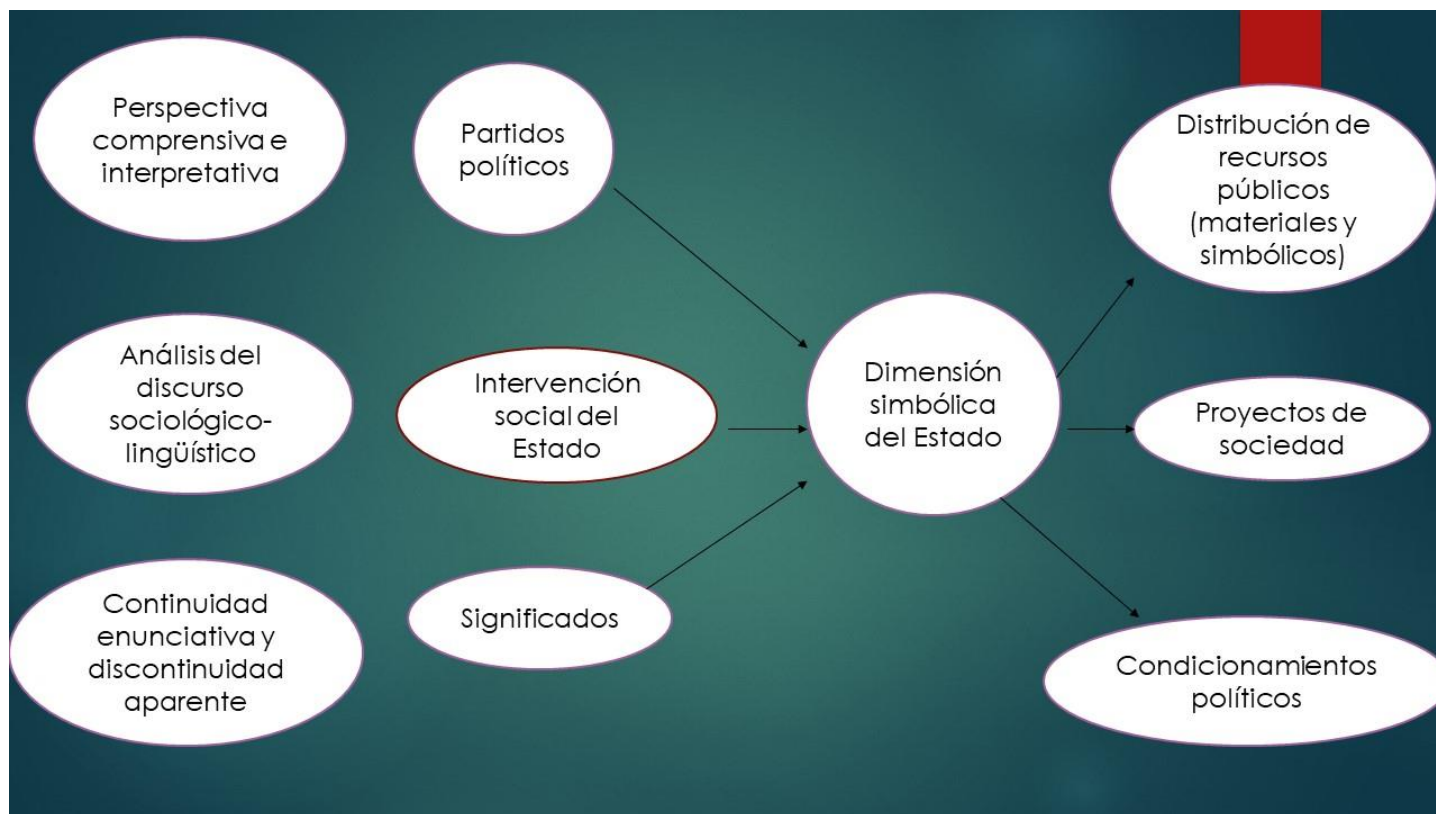 Perspectiva
comprensiva e
interpretativa
Análisis del
discurso
sociológico-
lingüístico
Continuidad
enunciativa y
discontinuidad
aparente
Partidos
políticos
Intervención
social del
Estado
Significados
Dimensión
simbólica
del Estado
Distribución de
recursos
públicos
(materiales y
simbólicos)
Proyectos de
sociedad
Condicionamientos
políticos